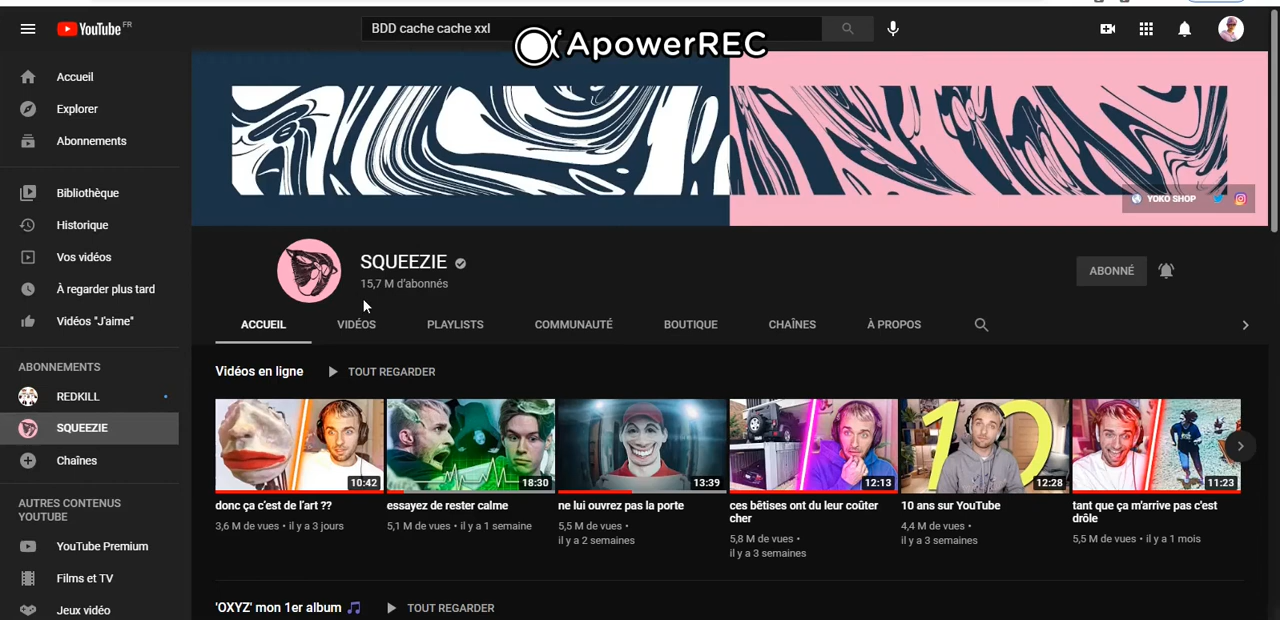 YouTube FR
BDD cache cache xxl
ApowerREC
Accueil
Explorer
Abonnements
Bibliothèque
Historique
Vos vidéos
À regarder plus tard
Vidéos "J'aime"
ABONNEMENTS
REDKILL
SQUEEZIE
Chaînes
AUTRES CONTENUS
YOUTUBE
YouTube Premium
Films et TV
Jeux vidéo
YOKO SHOP
SQUEEZIE
15,7 M d'abonnés
ABONNÉ
ACCUEIL VIDÉOS PLAYLISTS COMMUNAUTÉ BOUTIQUE CHAÎNES À PROPOS
Vidéos en ligne TOUT REGARDER
10:42
donc ça c'est de l'art ??
3,6 M de vues • il y a 3 jours
18:30
essayez de rester calme
5,1 M de vues • il y a 1 semaine
13:39
ne lui ouvrez pas la porte
5,5 M de vues •
il y a 2 semaines
12:13
ces bêtises ont du leur coûter
cher
5,8 M de vues •
il y a 3 semaines
10
12:28
10 ans sur YouTube
4,4 M de vues •
il y a 3 semaines
11:23
tant que ça m'arrive pas c'est
drôle
5,5 M de vues • il y a 1 mois
'OXYZ' mon 1er album TOUT REGARDER